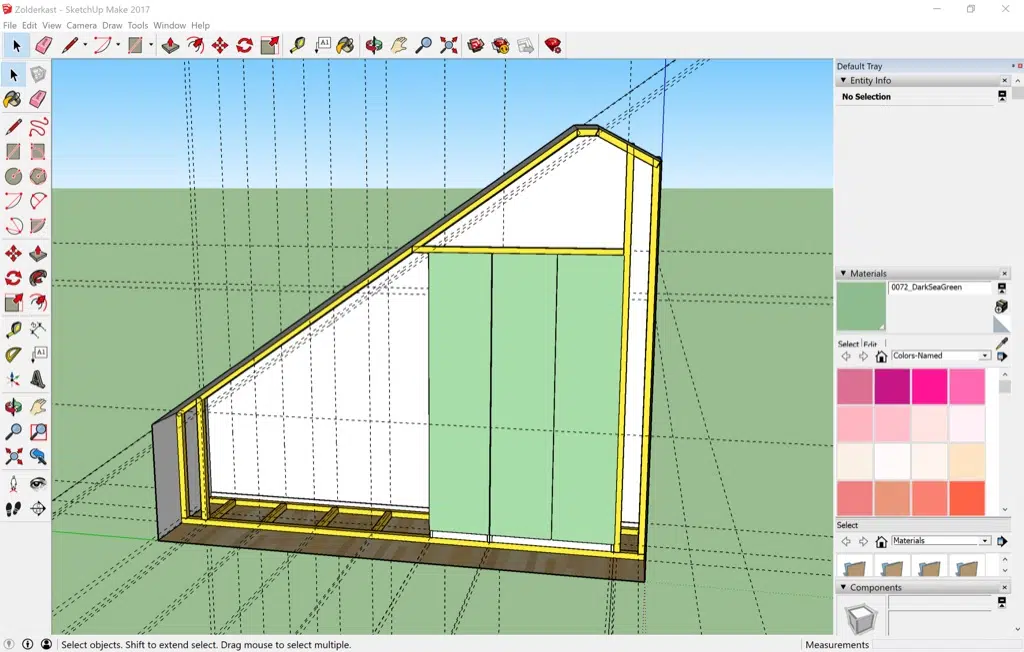 Zolderkast - SketchUp Make 2017
File Edit View Camera Draw Tools Window Help
A1
Default Tray
Entity Info
No Selection
Materials
0072_DarkSeaGreen
Select Edit
Colors-Named
A1
Select
Materials
Components
Select objects. Shift to extend select. Drag mouse to select multiple.
Measurements